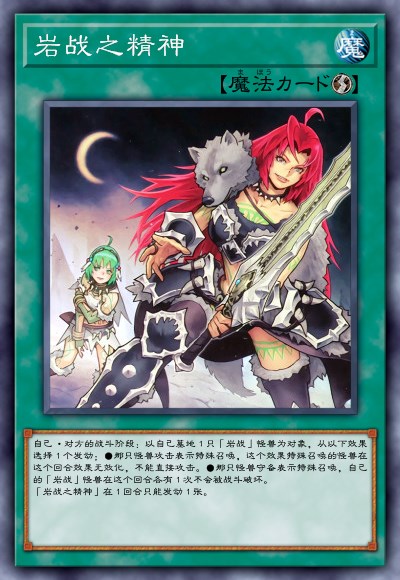 岩战之精神
魔
【魔法カード】
まほう
自己·对方的战斗阶段:以自己墓地1只「岩战」怪兽为对象,从以下效果
选择1个发动;●那只怪兽攻击表示特殊召唤,这个效果特殊召唤的怪兽在
这个回合效果无效化,不能直接攻击。●那只怪兽守备表示特殊召唤,自己
的「岩战」怪兽在这个回合各有1次不会被战斗破坏。
「岩战之精神」在1回合只能发动1张。